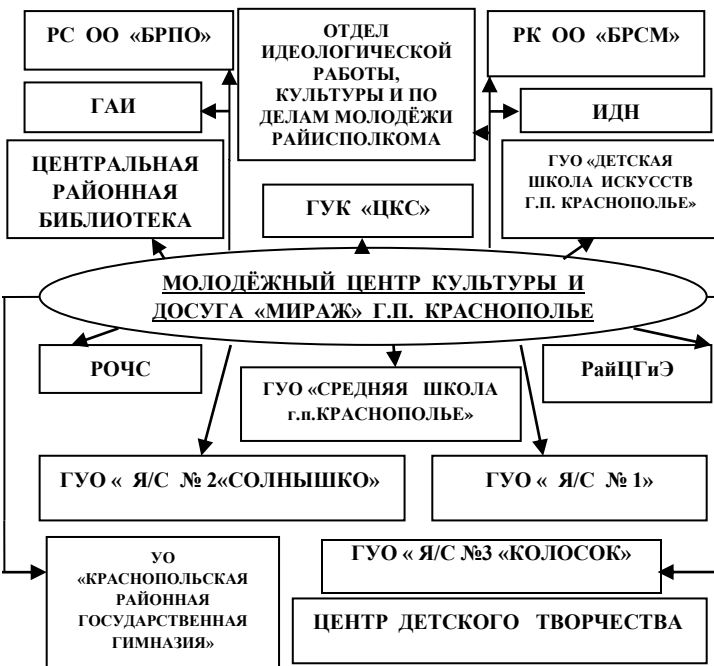 РС ОО «БРПО»
ОТДЕЛ
ИДЕОЛОГИЧЕСКОЙ
РАБОТЫ,
КУЛЬТУРЫ И ПО
ДЕЛАМ МОЛОДЁЖИ
РАЙИСПОЛКОМА
РК ОО «БРСМ»
ГАИ
ИДН
ЦЕНТРАЛЬНАЯ
РАЙОННАЯ
БИБЛИОТЕКА
ГУК «ЦКС»
ГУО «ДЕТСКАЯ
ШКОЛА ИСКУССТВ
Г.П. КРАСНОПОЛЬЕ»
МОЛОДЁЖНЫЙ ЦЕНТР КУЛЬТУРЫ И
ДОСУГА «МИРАЖ» Г.П. КРАСНОПОЛЬЕ
РОЧС
ГУО «СРЕДНЯЯ ШКОЛА
г.п.КРАСНОПОЛЬЕ»
РайЦГиЭ
ГУО « Я/С № 2«СОЛНЫШКО»
ГУО « Я/С № 1»
УО
«КРАСНОПОЛЬСКАЯ
РАЙОННАЯ
ГОСУДАРСТВЕННАЯ
ГИМНАЗИЯ»
ГУО « Я/С №3 «КОЛОСОК»
ЦЕНТР ДЕТСКОГО ТВОРЧЕСТВА